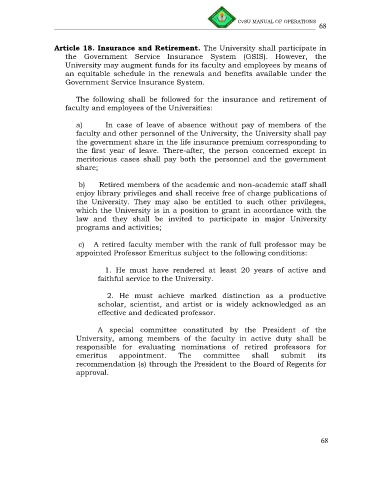 CvSU MANUAL OF OPERATIONS
68
Article 18. Insurance and Retirement. The University shall participate in
the Government Service Insurance System (GSIS). However, the
University may augment funds for its faculty and employees by means of
an equitable schedule in the renewals and benefits available under the
Government Service Insurance System.
The following shall be followed for the insurance and retirement of
faculty and employees of the Universities:
a) In case of leave of absence without pay of members of the
faculty and other personnel of the University, the University shall pay
the government share in the life insurance premium corresponding to
the first year of leave. There-after, the person concerned except in
meritorious cases shall pay both the personnel and the government
share;
b) Retired members of the academic and non-academic staff shall
enjoy library privileges and shall receive free of charge publications of
the University. They may also be entitled to such other privileges,
which the University is in a position to grant in accordance with the
law and they shall be invited to participate in major University
programs and activities;
c) A retired faculty member with the rank of full professor may be
appointed Professor Emeritus subject to the following conditions:
1. He must have rendered at least 20 years of active and
faithful service to the University.
2. He must achieve marked distinction as a productive
scholar, scientist, and artist or is widely acknowledged as an
effective and dedicated professor.
A special committee constituted by the President of the
University, among members of the faculty in active duty shall be
responsible for evaluating nominations of retired professors for
emeritus appointment. The committee shall submit its
recommendation (s) through the President to the Board of Regents for
approval.
68